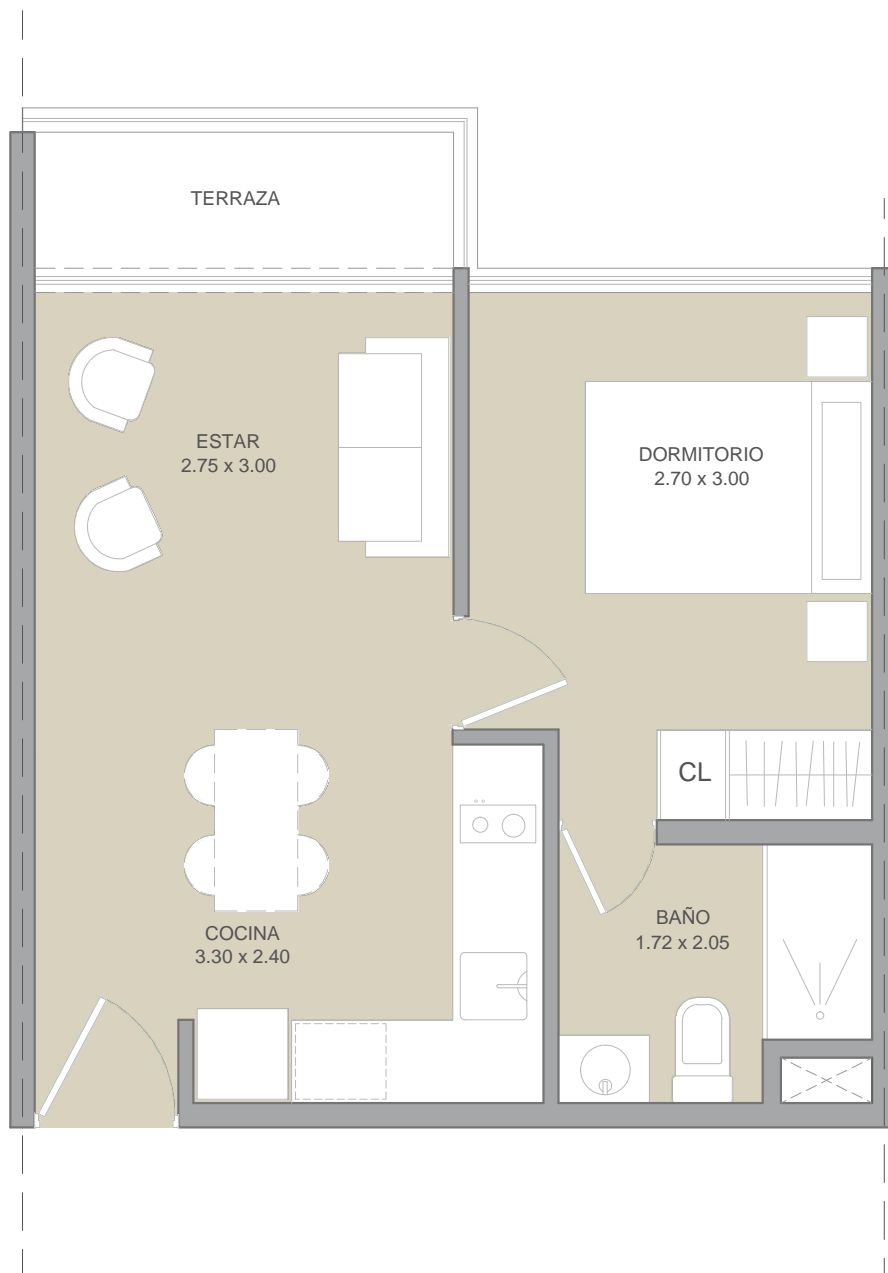 TERRAZA
ESTAR
2.75 x 3.00
DORMITORIO
2.70 x 3.00
CL
COCINA
3.30 x 2.40
BAÑO
1.72 x 2.05